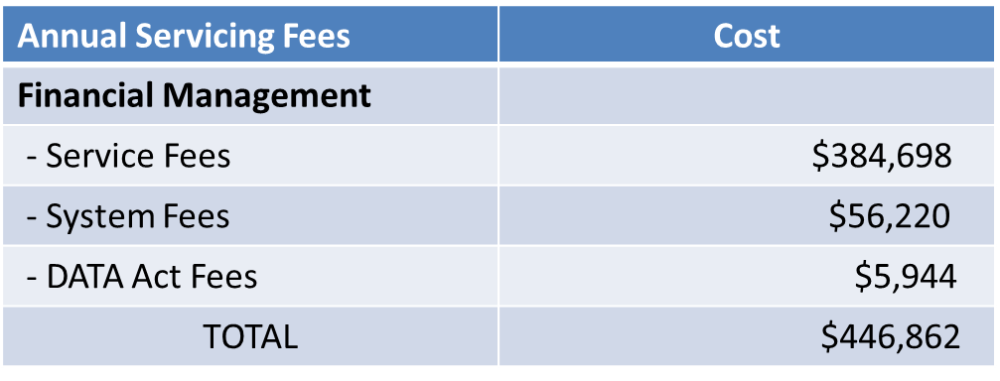 Annual Servicing Fees Cost
Financial Management
- Service Fees $384,698
- System Fees $56,220
- DATA Act Fees $5,944
TOTAL $446,862